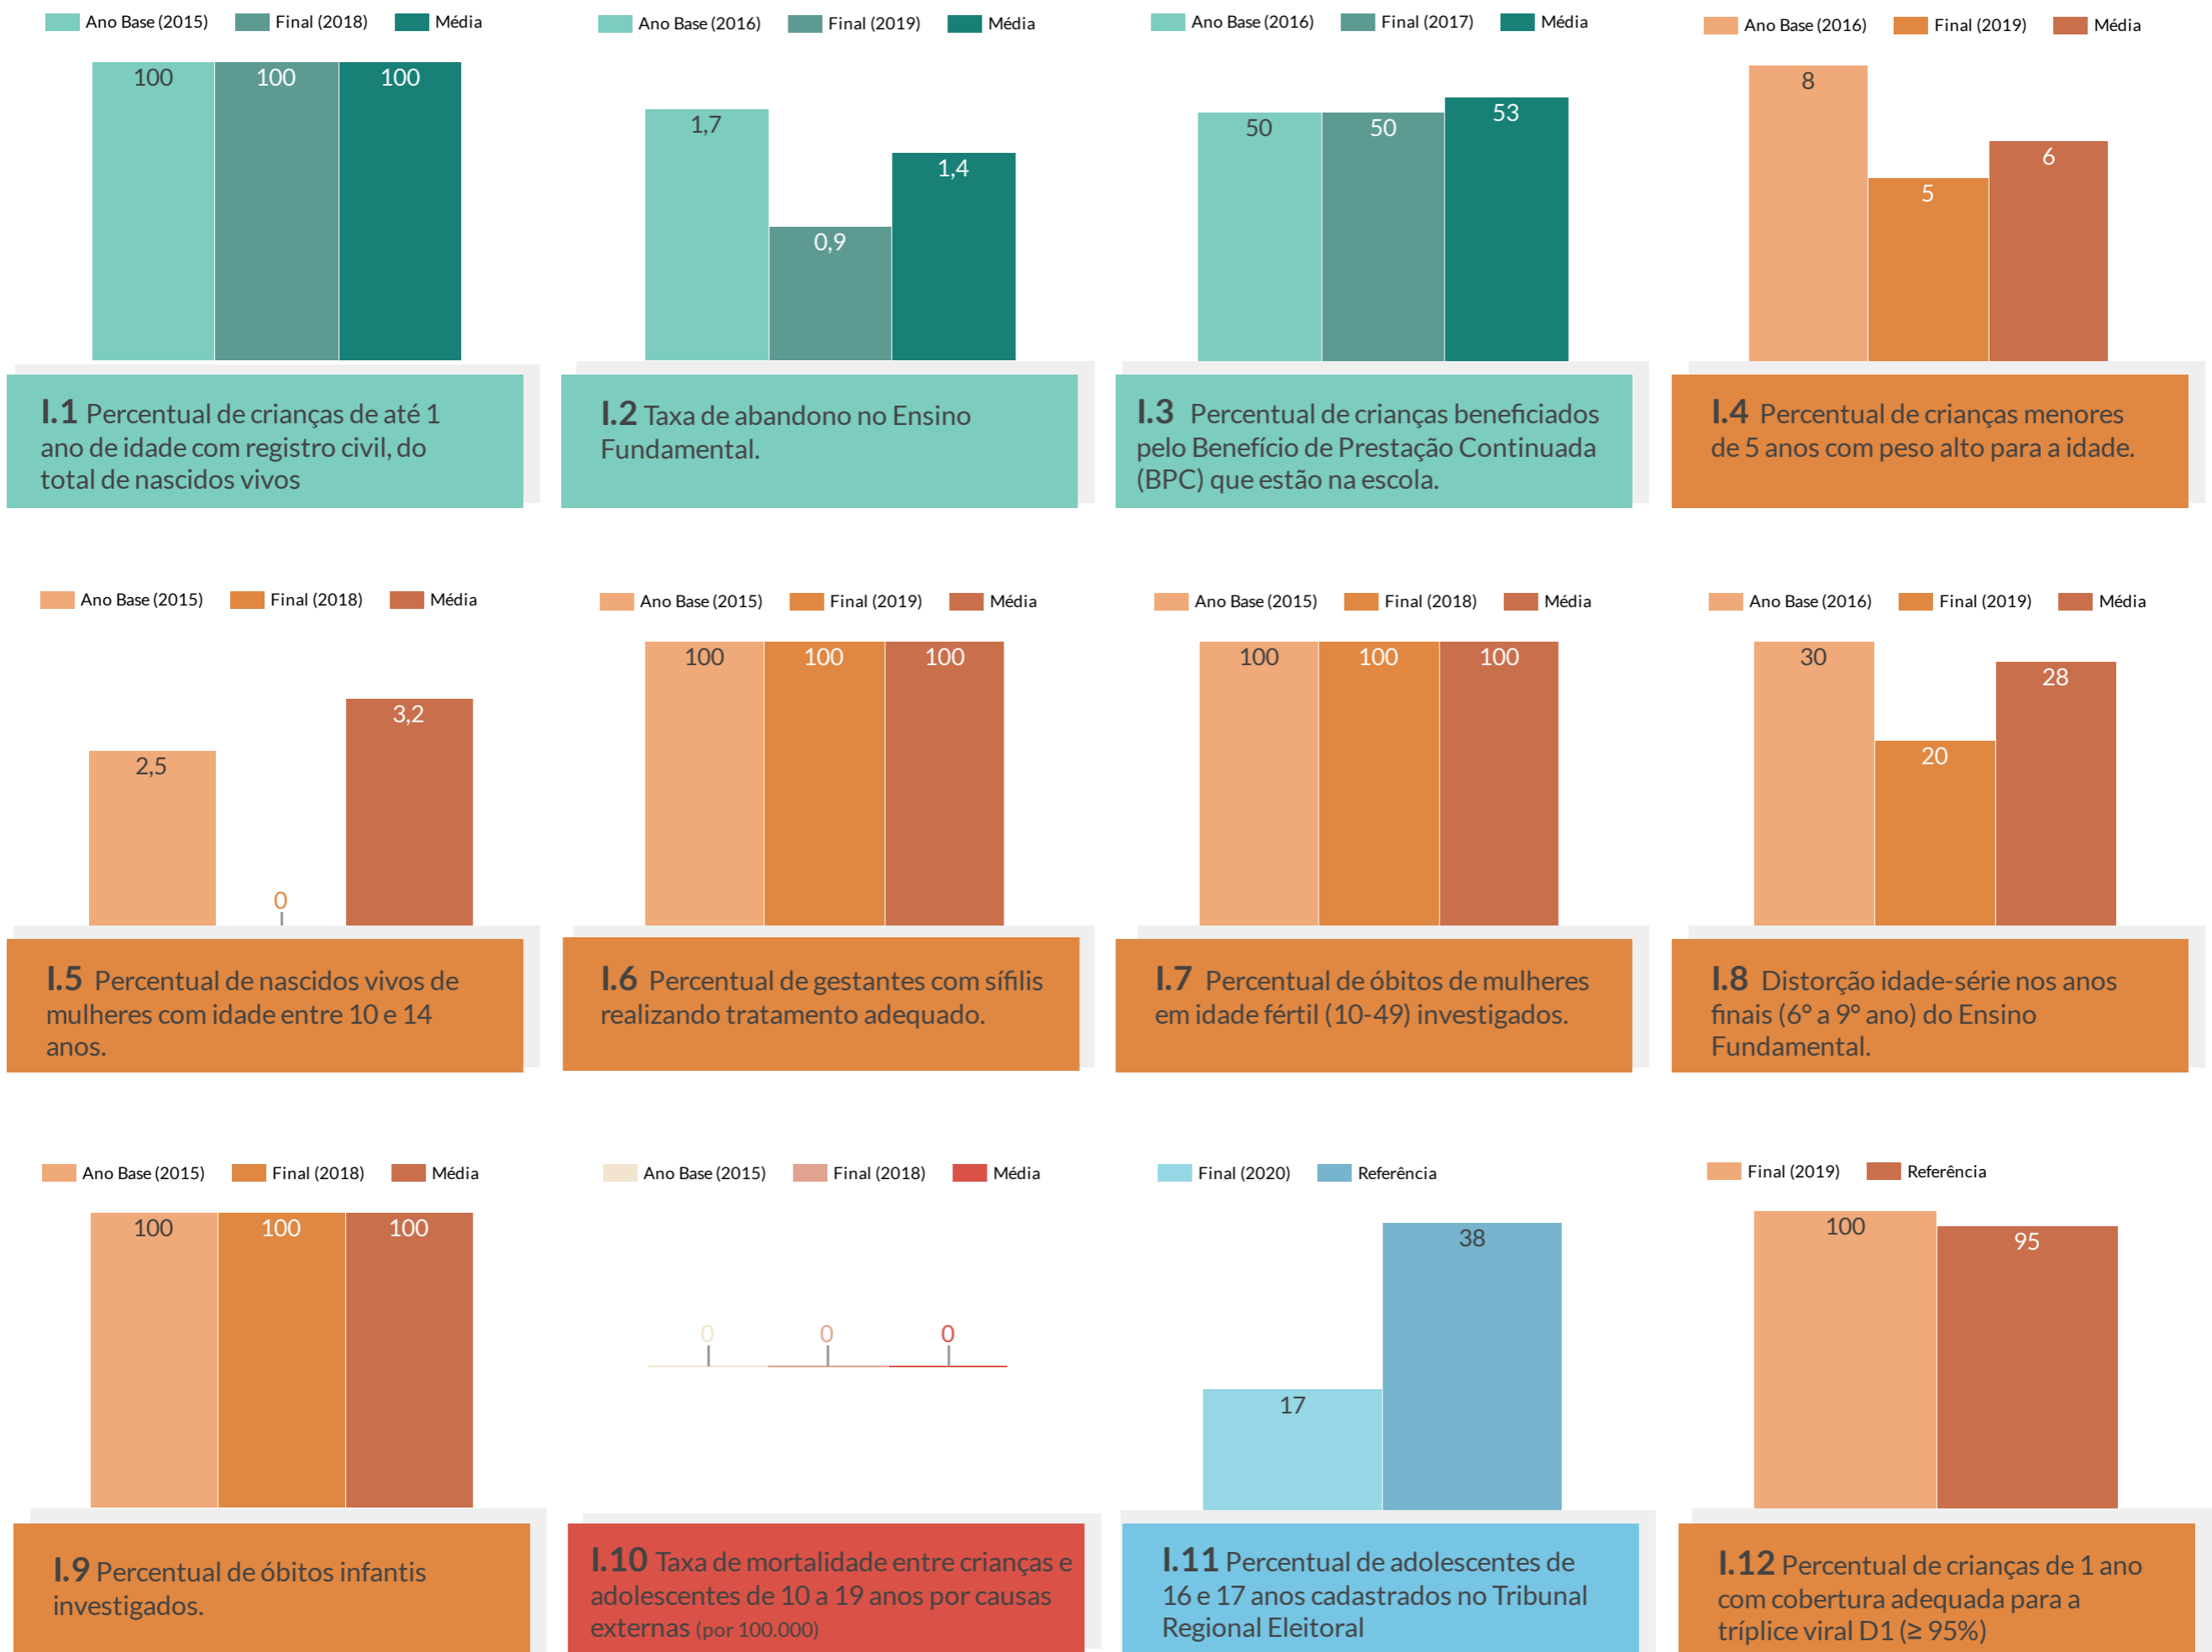 Ano Base (2015) Final (2018) Média
100 100 100
I.1 Percentual de crianças de até 1
ano de idade com registro civil, do
total de nascidos vivos
Ano Base (2016) Final (2019) Média
1,7 0,9 1,4
I.2 Taxa de abandono no Ensino
Fundamental.
Ano Base (2016) Final (2017) Média
50 50 53
I.3 Percentual de crianças beneficiados
pelo Benefício de Prestação Continuada
(BPC) que estão na escola.
Ano Base (2016) Final (2019) Média
8 5 6
I.4 Percentual de crianças menores
de 5 anos com peso alto para a idade.
Ano Base (2015) Final (2018) Média
2,5 0 3,2
I.5 Percentual de nascidos vivos de
mulheres com idade entre 10 e 14
anos.
Ano Base (2015) Final (2019) Média
100 100 100
I.6 Percentual de gestantes com sífilis
realizando tratamento adequado.
Ano Base (2015) Final (2018) Média
100 100 100
I.7 Percentual de óbitos de mulheres
em idade fértil (10-49) investigados.
Ano Base (2016) Final (2019) Média
30 20 28
I.8 Distorção idade-série nos anos
finais (6° a 9° ano) do Ensino
Fundamental.
Ano Base (2015) Final (2018) Média
100 100 100
I.9 Percentual de óbitos infantis
investigados.
Ano Base (2015) Final (2018) Média
0 0 0
I.10 Taxa de mortalidade entre crianças e
adolescentes de 10 a 19 anos por causas
externas (por 100.000)
Final (2020) Referência
17 38
I.11 Percentual de adolescentes de
16 e 17 anos cadastrados no Tribunal
Regional Eleitoral
Final (2019) Referência
100 95
I.12 Percentual de crianças de 1 ano
com cobertura adequada para a
tríplice viral D1 (≥ 95%)